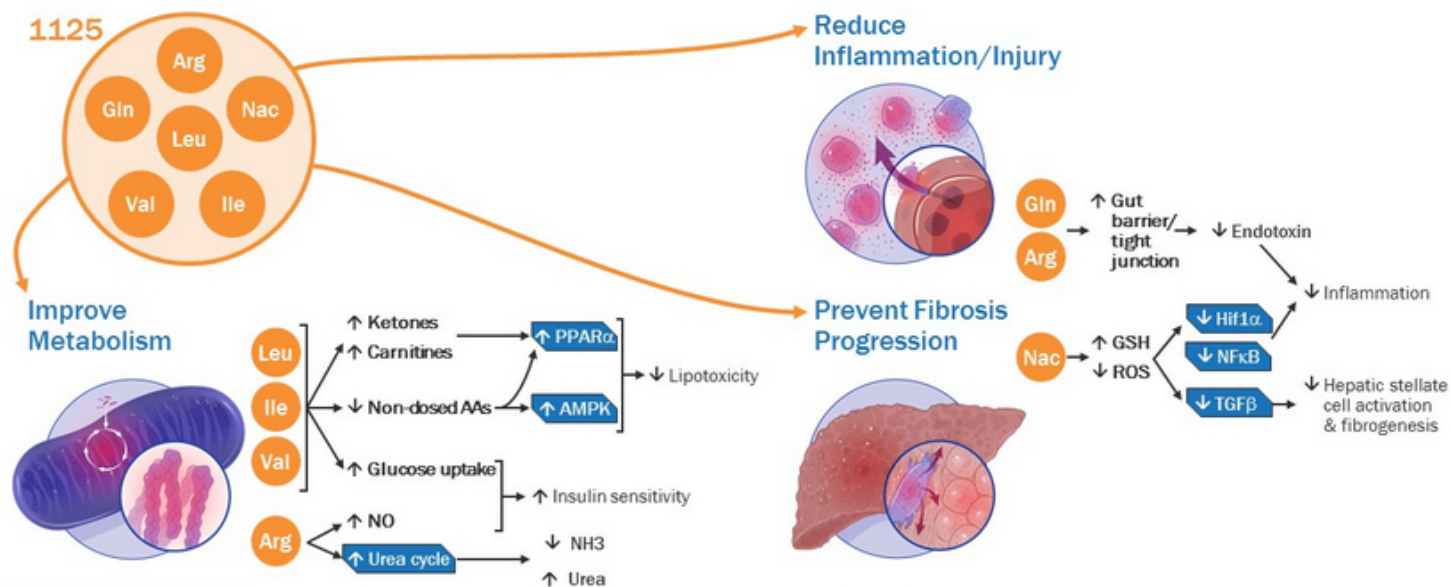 1125
Arg
Gln
Nac
Leu
Val
Ile
Reduce
Inflammation/Injury
Gln
Arg
↑ Gut
barrier/
tight
junction
↓ Endotoxin
↓ Inflammation
Nac
↑ GSH
↓ ROS
↓ Hif1α
↓ NFκB
↓ TGFβ
↓ Hepatic stellate
cell activation
& fibrogenesis
Prevent Fibrosis
Progression
Improve
Metabolism
Leu
Ile
Val
↑ Ketones
↑ Carnitines
↑ PPARα
↓ Non-dosed AAs
↑ AMPK
↓ Lipotoxicity
↑ Glucose uptake
↑ Insulin sensitivity
Arg
↑ NO
↑ Urea cycle
↓ NH3
↑ Urea